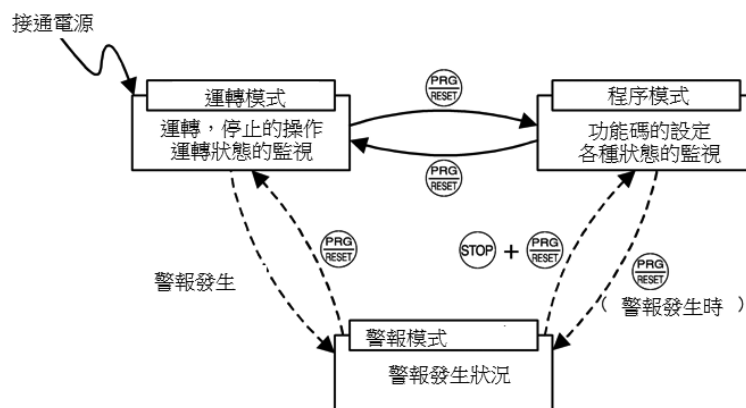 接通電源
運轉模式
運轉，停止的操作
運轉狀態的監視
PRG
RESET
PRG
RESET
程序模式
功能碼的設定
各種狀態的監視
警報發生
PRG
RESET
STOP + PRG
RESET
PRG
RESET
( 警報發生時 )
警報模式
警報發生狀況